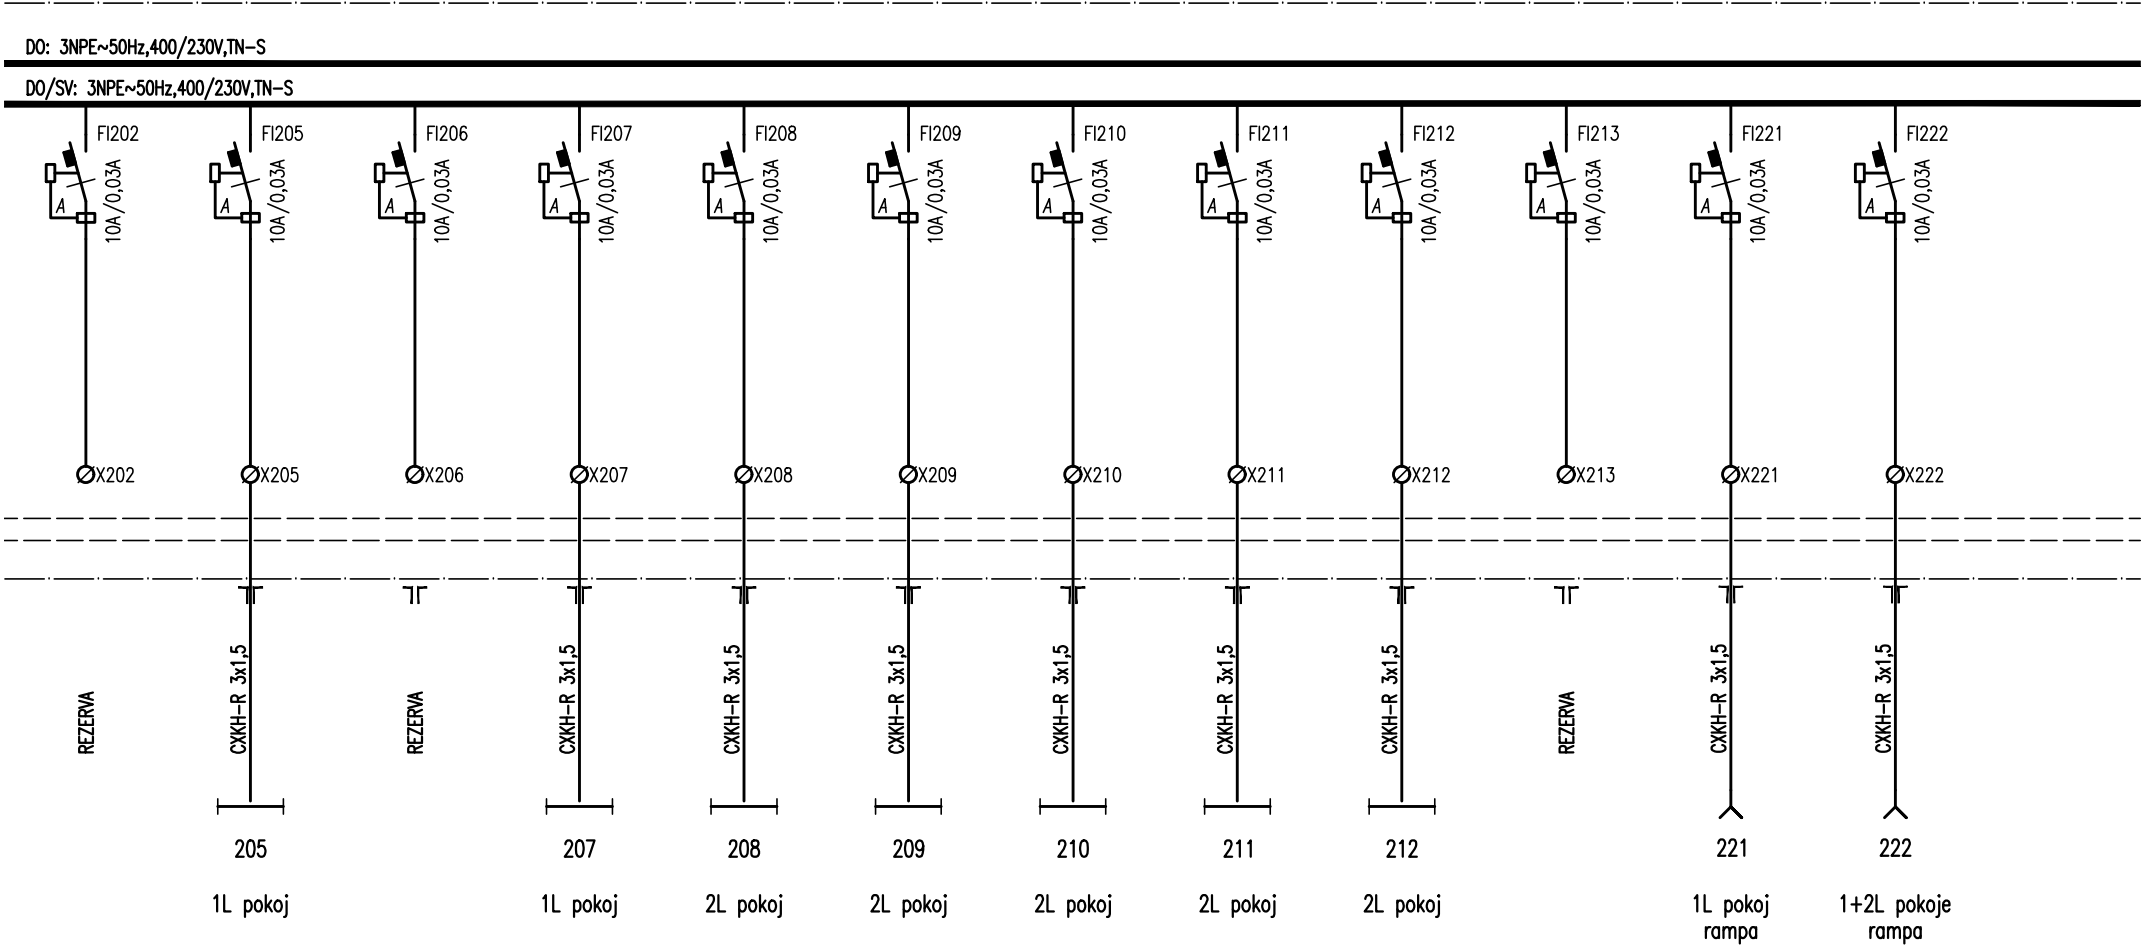 DO: 3NPE~50Hz,400/230V,TN-S
DO/SV: 3NPE~50Hz,400/230V,TN-S
FI202
FI205
FI206
FI207
FI208
FI209
FI210
FI211
FI212
FI213
FI221
FI222
10A/0,03A
10A/0,03A
10A/0,03A
10A/0,03A
10A/0,03A
10A/0,03A
10A/0,03A
10A/0,03A
10A/0,03A
10A/0,03A
10A/0,03A
10A/0,03A
A
A
A
A
A
A
A
A
A
A
A
A
X202
X205
X206
X207
X208
X209
X210
X211
X212
X213
X221
X222
REZERVA
CXKH-R 3x1,5
REZERVA
CXKH-R 3x1,5
CXKH-R 3x1,5
CXKH-R 3x1,5
CXKH-R 3x1,5
CXKH-R 3x1,5
CXKH-R 3x1,5
REZERVA
CXKH-R 3x1,5
CXKH-R 3x1,5
205
207
208
209
210
211
212
221
222
1L pokoj
1L pokoj
2L pokoj
2L pokoj
2L pokoj
2L pokoj
2L pokoj
1L pokoj
rampa
1+2L pokoje
rampa